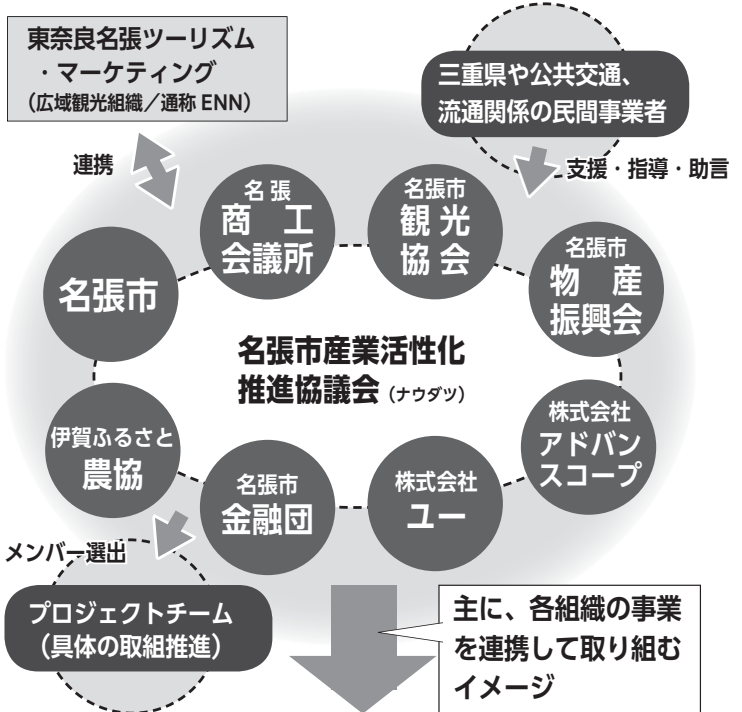 東奈良名張ツーリズム
・マーケティング
（広域観光組織／通称 ENN）
三重県や公共交通、
流通関係の民間事業者
連携
支援・指導・助言
名張
商工
会議所
名張市
観光
協会
名張市
名張市
物産
振興会
名張市産業活性化
推進協議会（ナウダツ）
伊賀ふるさと
農協
名張市
金融団
株式会社
ユー
株式会社
アドバン
スコープ
メンバー選出
プロジェクトチーム
（具体の取組推進）
主に、各組織の事業
を連携して取り組む
イメージ